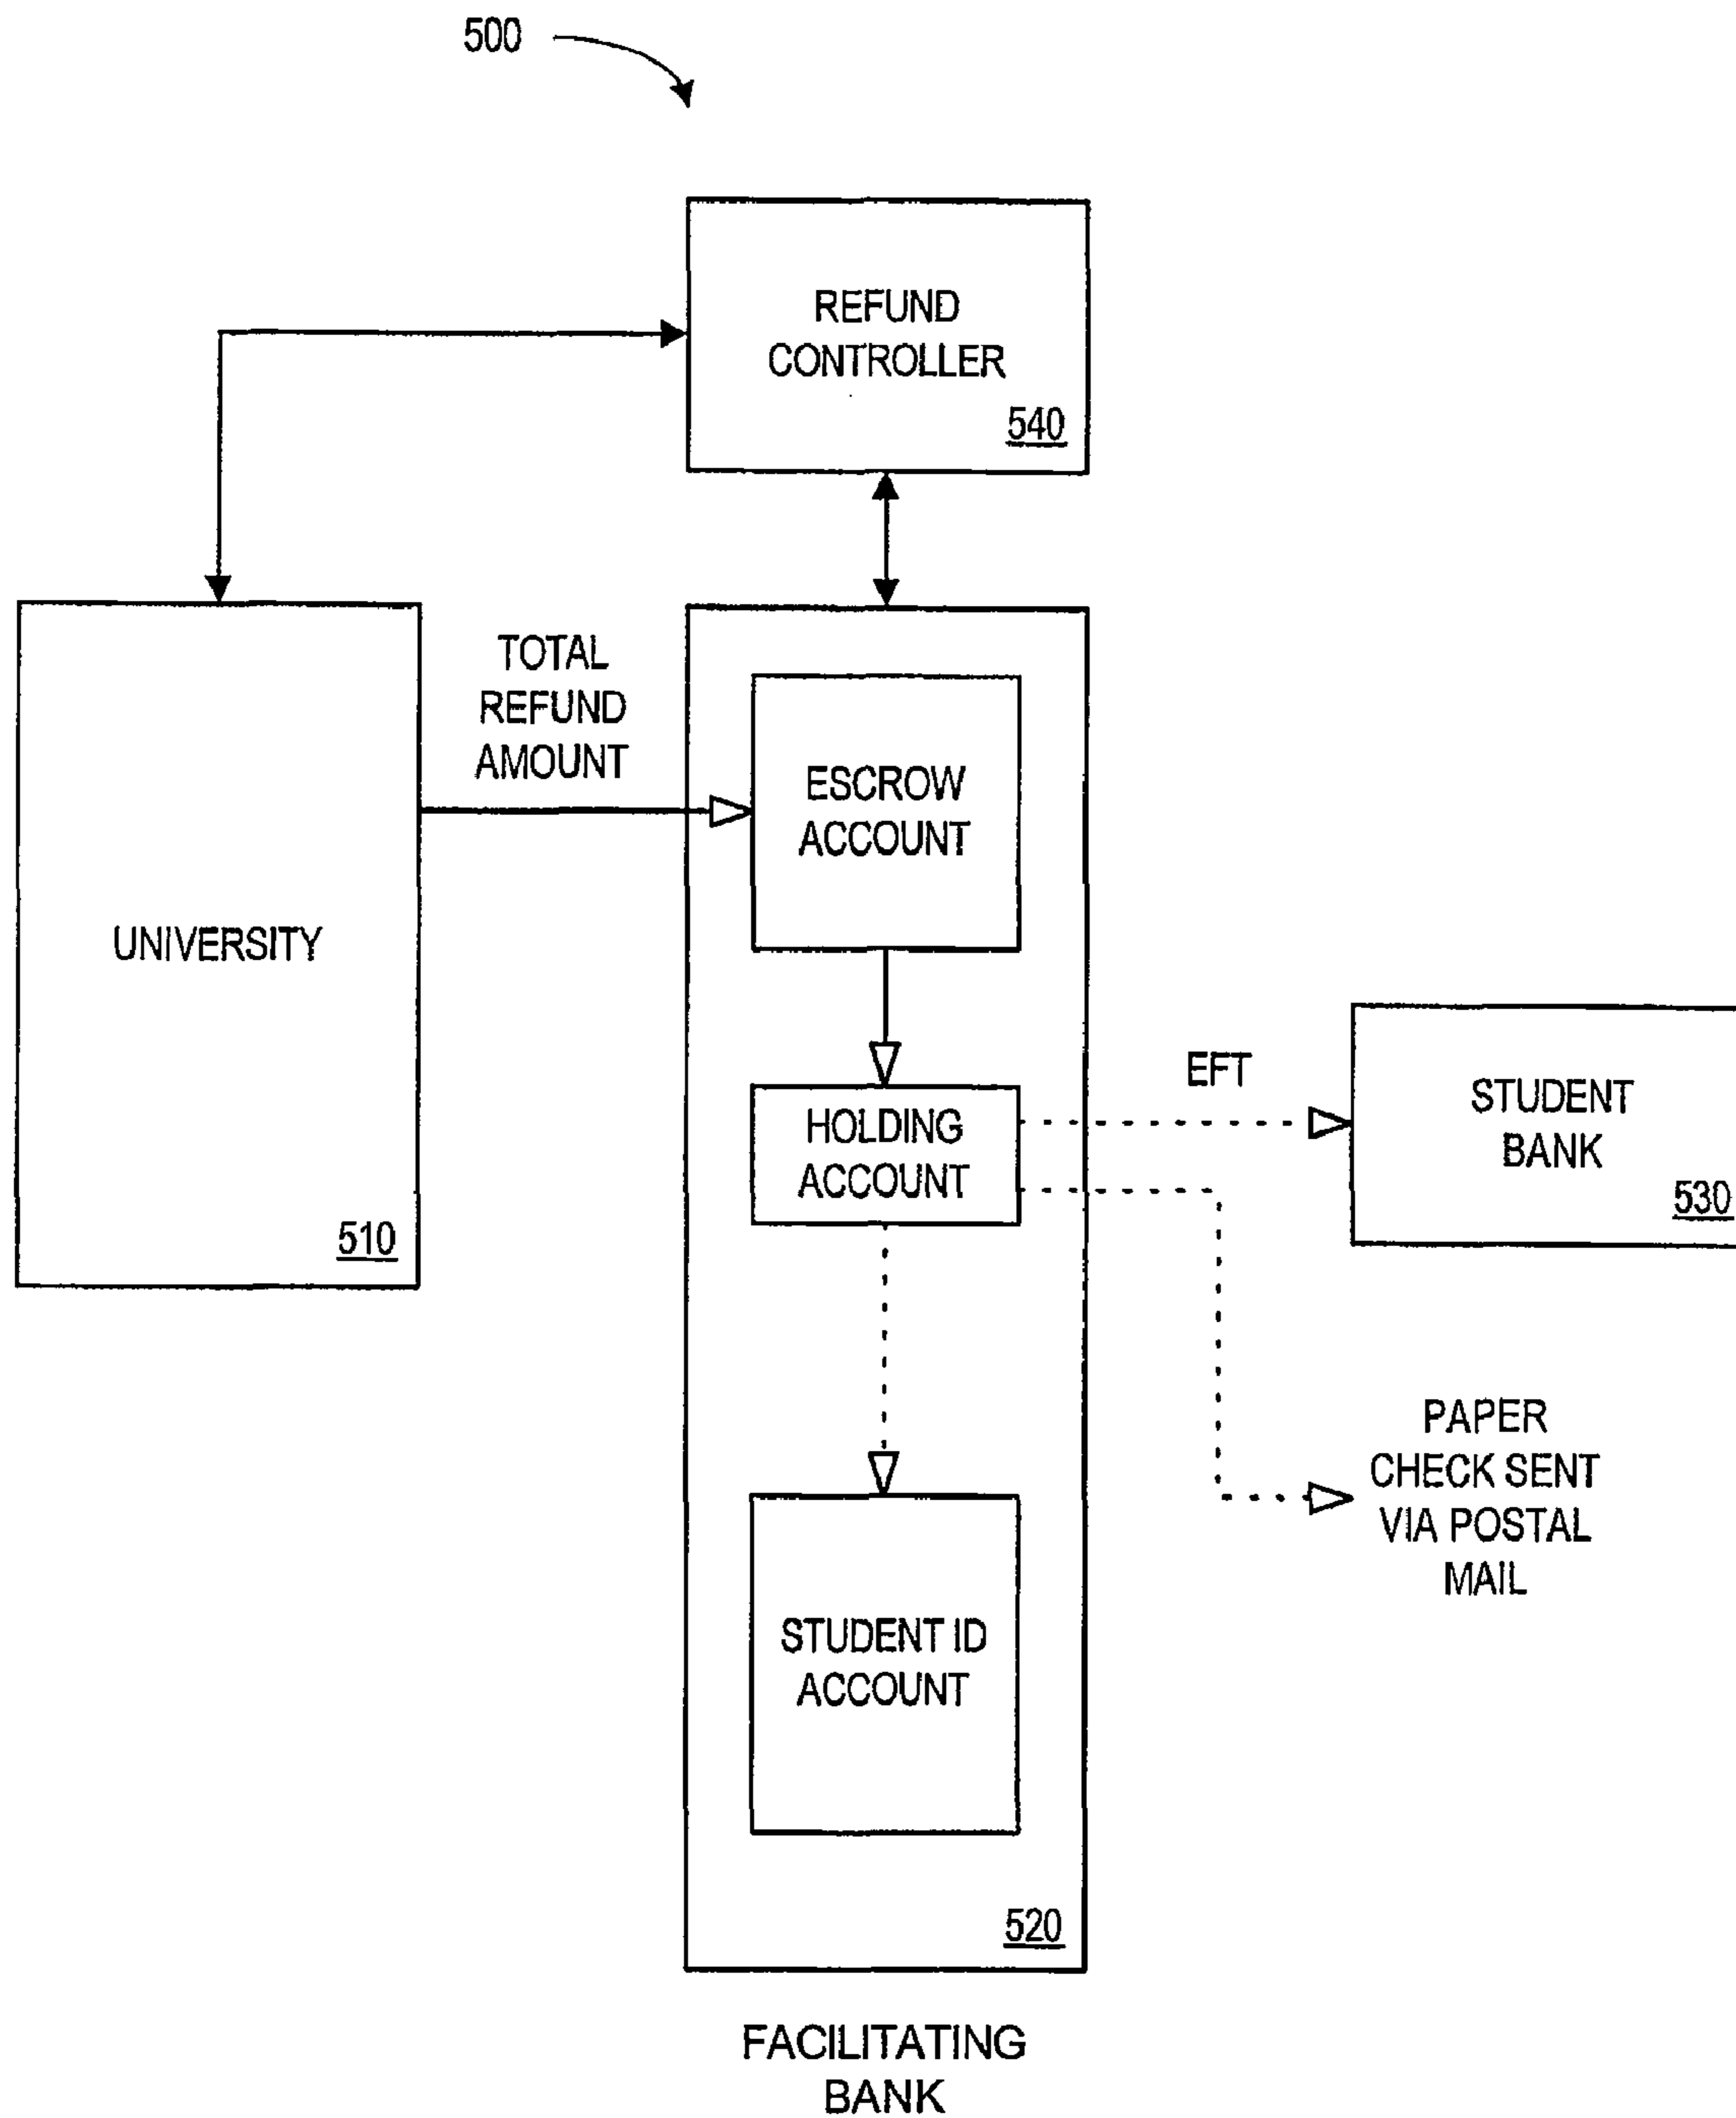 500
REFUND
CONTROLLER
540
TOTAL
REFUND
AMOUNT
UNIVERSITY
510
ESCROW
ACCOUNT
HOLDING
ACCOUNT
EFT
STUDENT
BANK
530
PAPER
CHECK SENT
VIA POSTAL
MAIL
STUDENT ID
ACCOUNT
520
FACILITATING
BANK